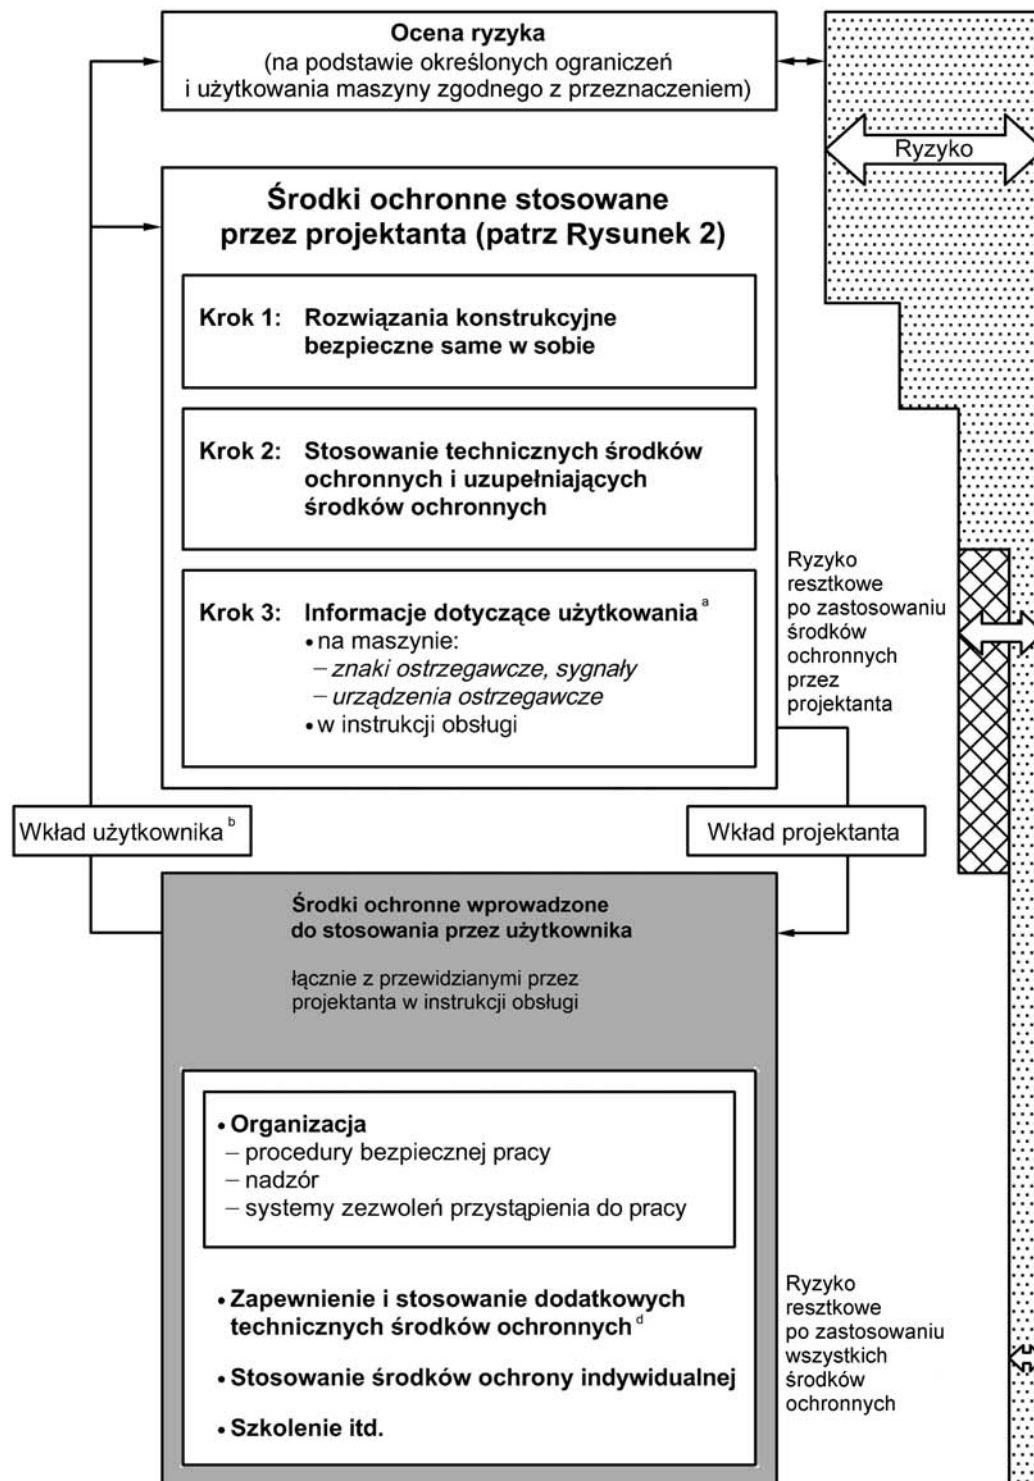 Ocena ryzyka
(na podstawie określonych ograniczeń
i użytkowania maszyny zgodnego z przeznaczeniem)
Ryzyko
Środki ochronne stosowane
przez projektanta (patrz Rysunek 2)
Krok 1: Rozwiązania konstrukcyjne
bezpieczne same w sobie
Krok 2: Stosowanie technicznych środków
ochronnych i uzupełniających
środków ochronnych
Krok 3: Informacje dotyczące użytkowania a
• na maszynie:
– znaki ostrzegawcze, sygnały
– urządzenia ostrzegawcze
• w instrukcji obsługi
Ryzyko
resztkowe
po zastosowaniu
środków
ochronnych
przez
projektanta
Wkład użytkownika b
Wkład projektanta
Środki ochronne wprowadzone
do stosowania przez użytkownika
łącznie z przewidzianymi przez
projektanta w instrukcji obsługi
• Organizacja
– procedury bezpiecznej pracy
– nadzór
– systemy zezwoleń przystąpienia do pracy
• Zapewnienie i stosowanie dodatkowych
technicznych środków ochronnych d
• Stosowanie środków ochrony indywidualnej
• Szkolenie itd.
Ryzyko
resztkowe
po zastosowaniu
wszystkich
środków
ochronnych